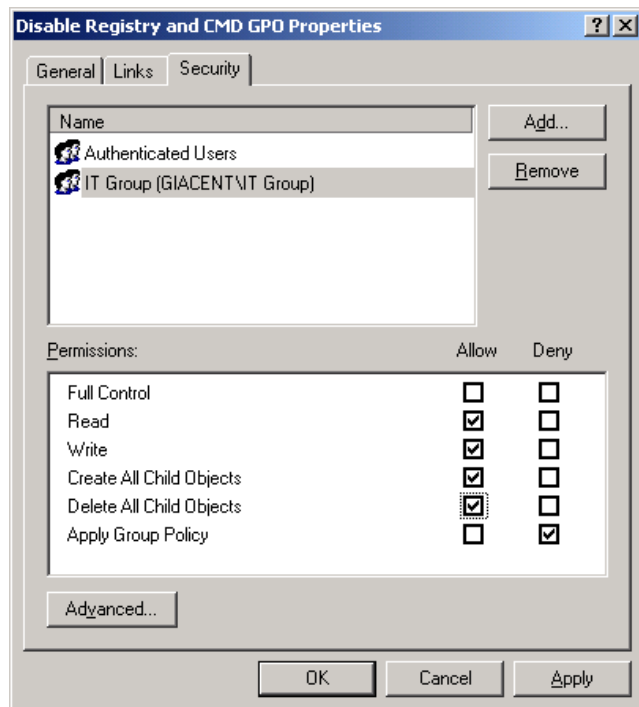 Disable Registry and CMD GPO Properties
General Links Security
Name
Authenticated Users
IT Group (GIACENT\IT Group)
Add...
Remove
Permissions: Allow Deny
Full Control
Read
Write
Create All Child Objects
Delete All Child Objects
Apply Group Policy
Advanced...
OK Cancel Apply